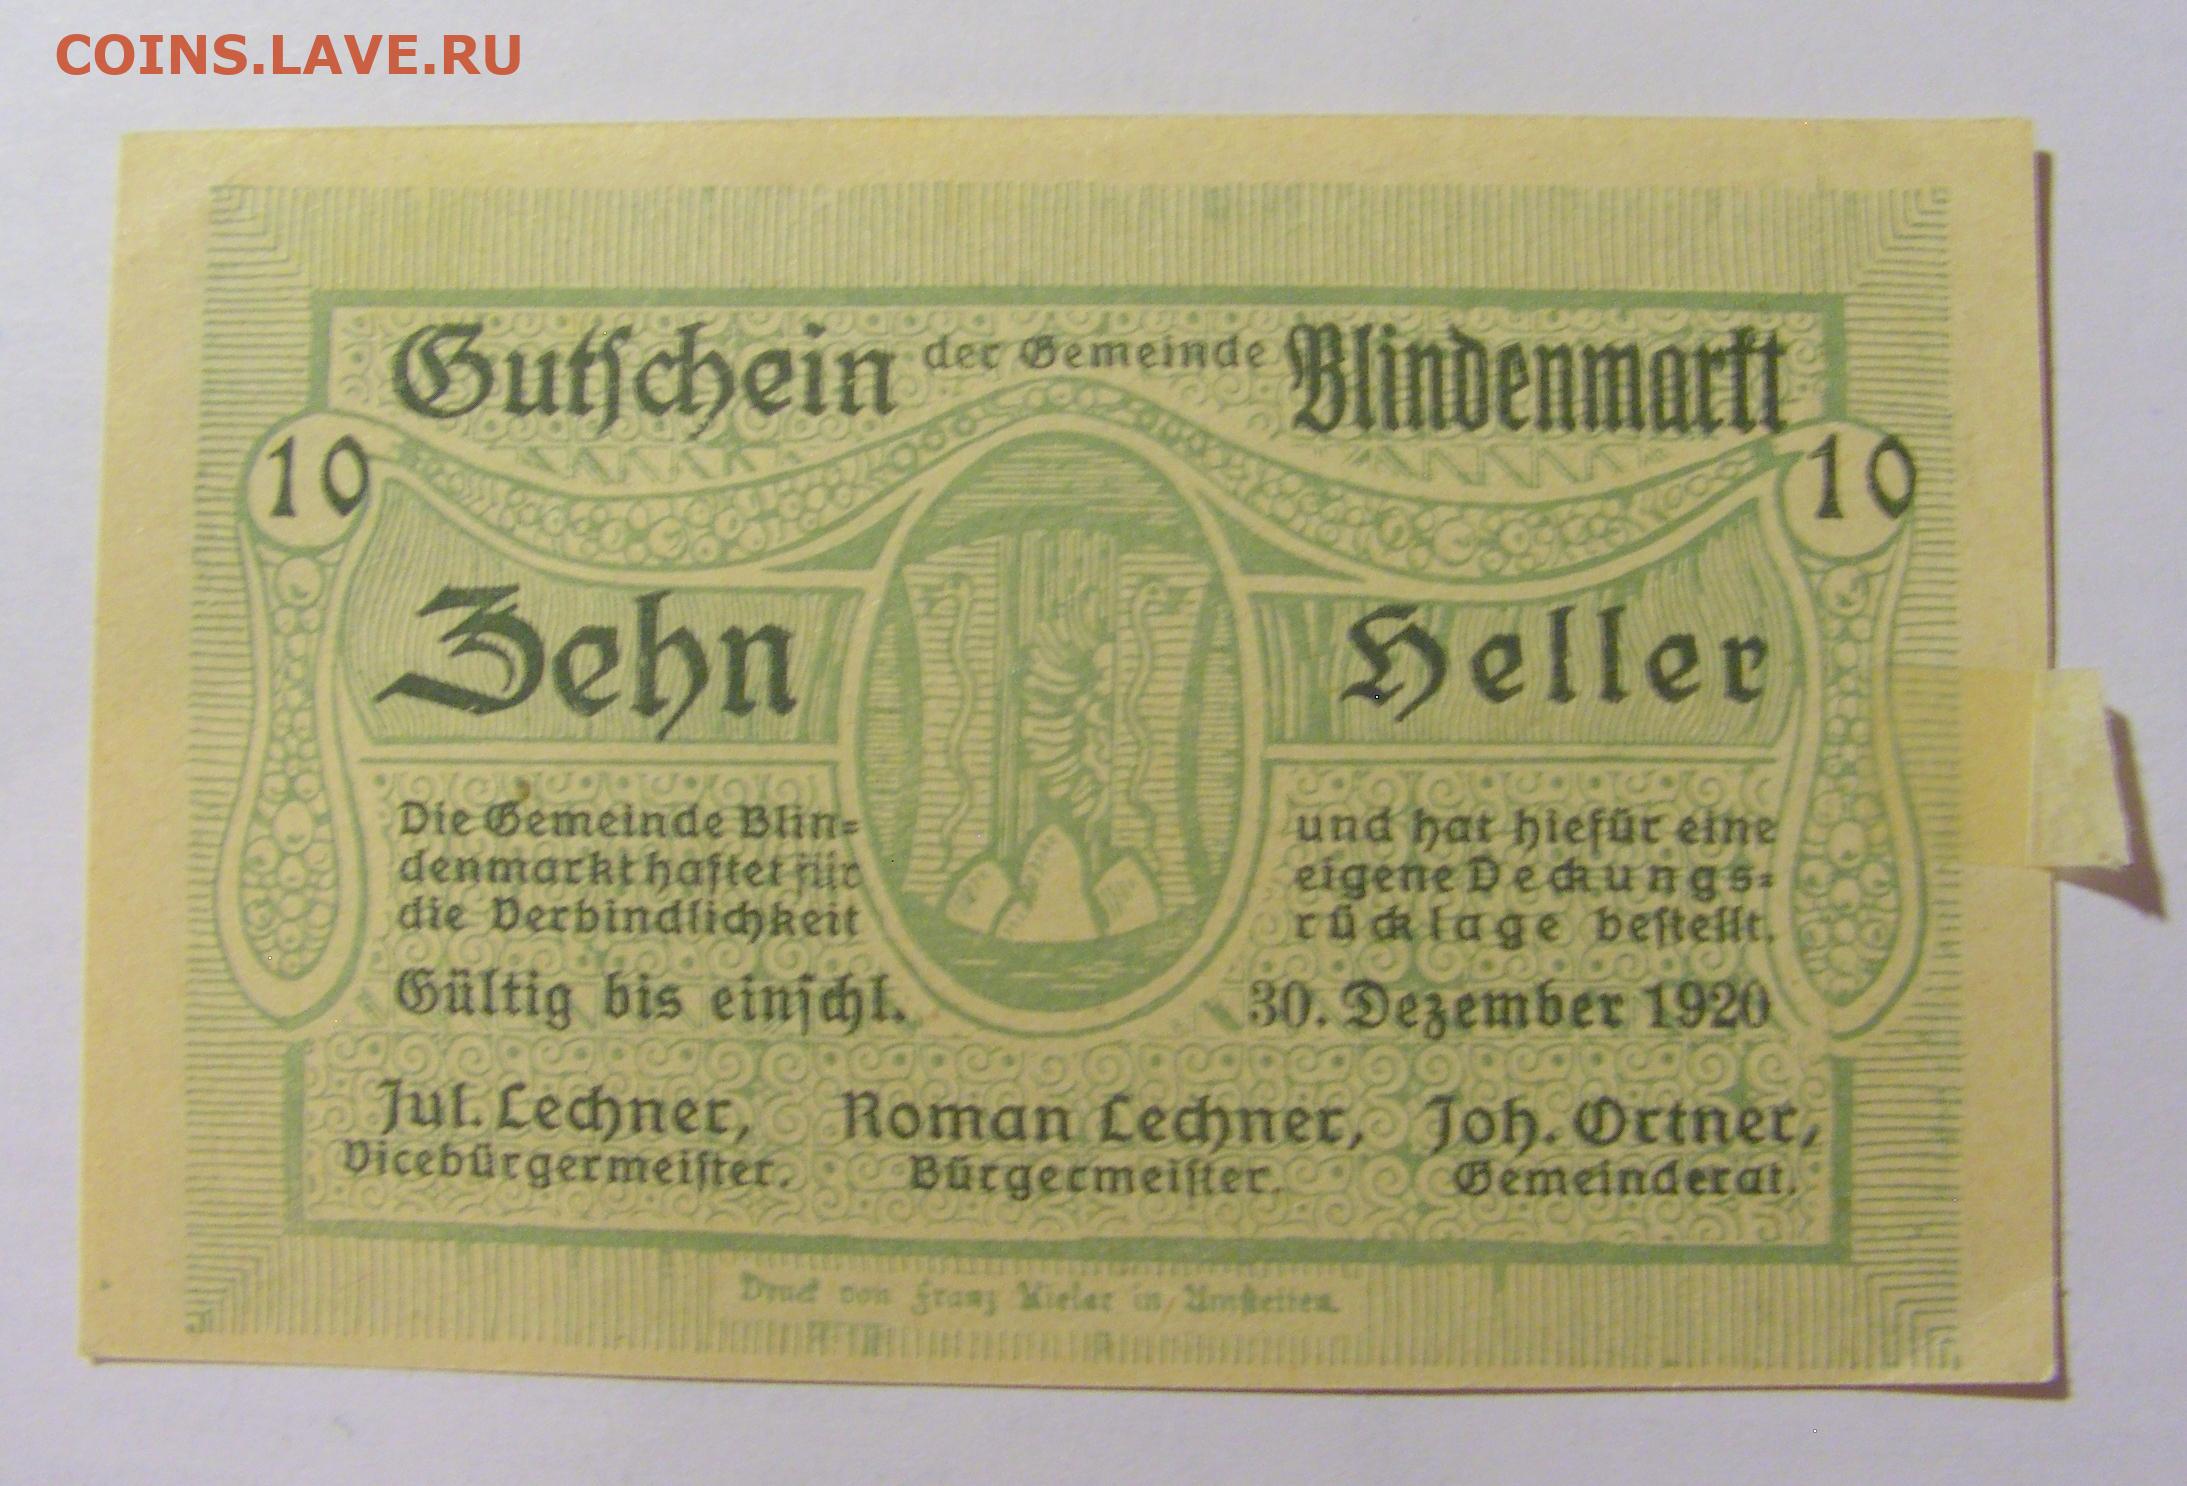 COINS.LAVE.RU
Gutschein der Gemeinde Blindenmarkt
10 10
Zehn Heller
Die Gemeinde Blin=
denmarkt haftet für
die Verbindlichkeit
und hat hiefür eine
eigene Deckungs=
rücklage bestellt.
Gültig bis einschl. 30. Dezember 1920
Jul. Lechner, Roman Lechner, Joh. Ortner,
Vicebürgermeister. Bürgermeister. Gemeinderat.
Druck von Franz in Amstetten.